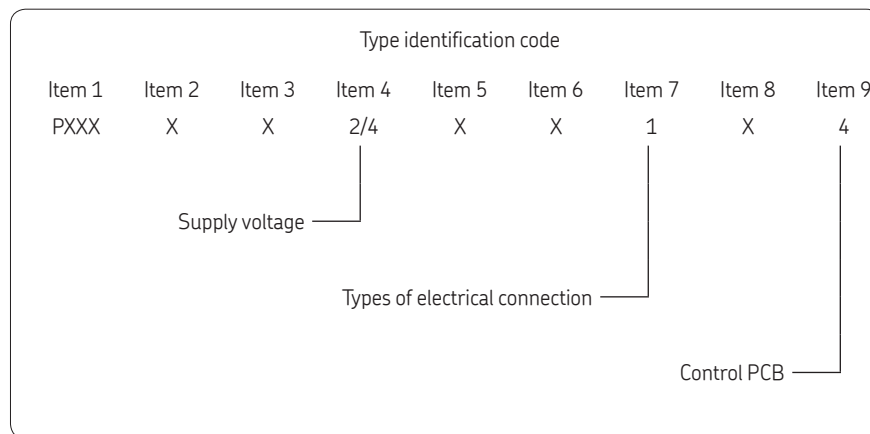 Type identification code
Item 1 Item 2 Item 3 Item 4 Item 5 Item 6 Item 7 Item 8 Item 9
PXXX X X 2/4 X X 1 X 4
Supply voltage
Types of electrical connection
Control PCB